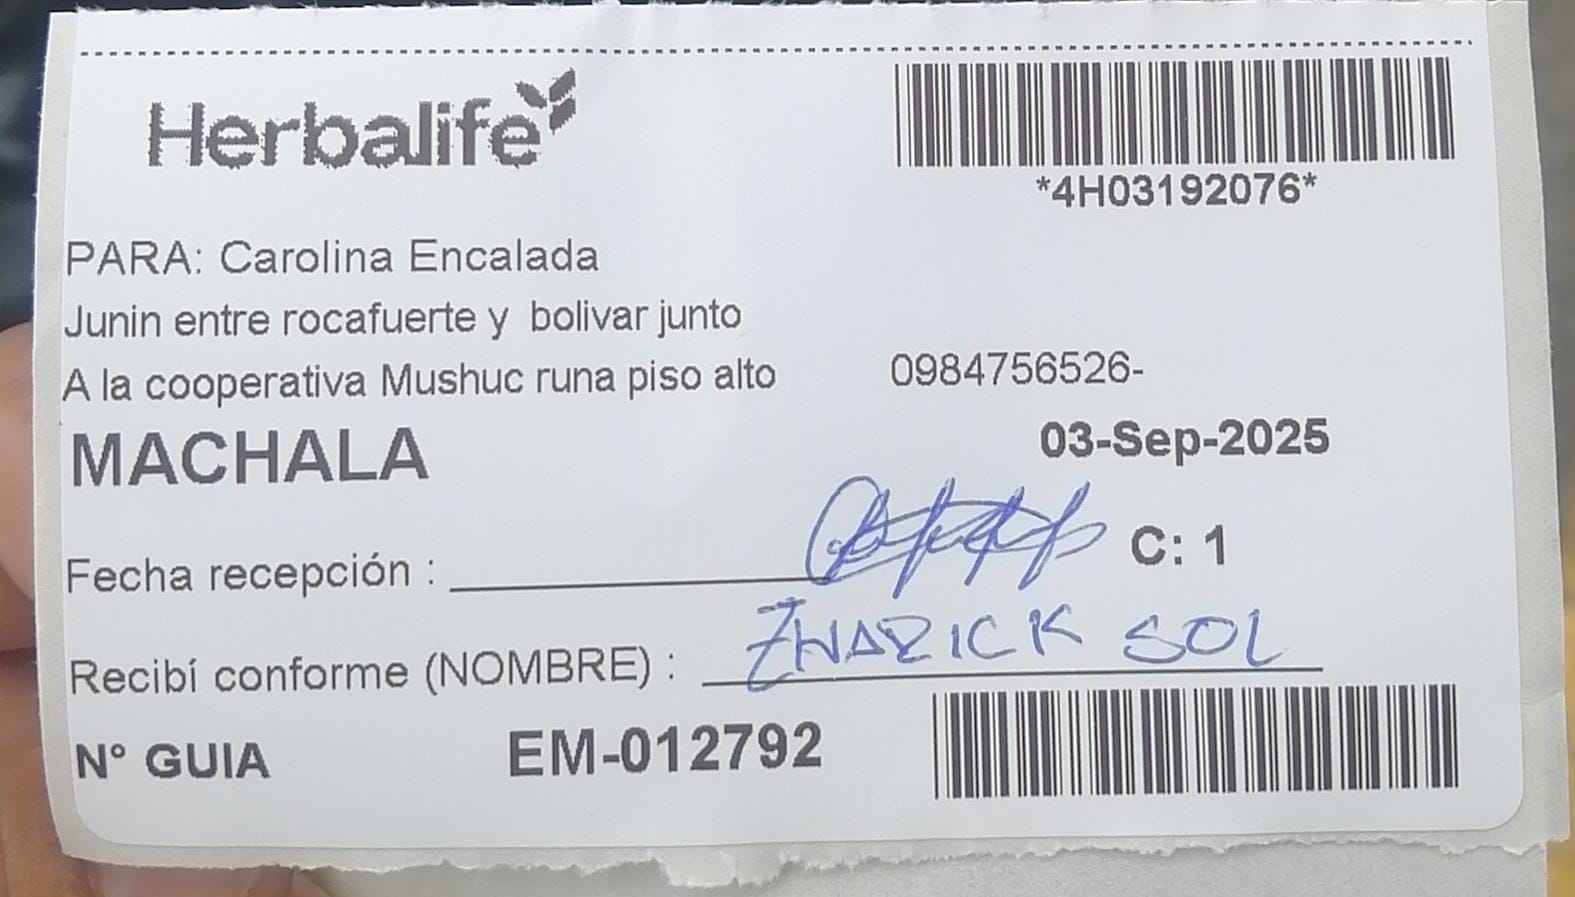 Herbalife
*4H03192076*
PARA: Carolina Encalada
Junin entre rocafuerte y bolivar junto
A la cooperativa Mushuc runa piso alto 0984756526-
MACHALA 03-Sep-2025
Fecha recepción : C: 1
Recibí conforme (NOMBRE) : ZHARICK SOL
N° GUIA EM-012792